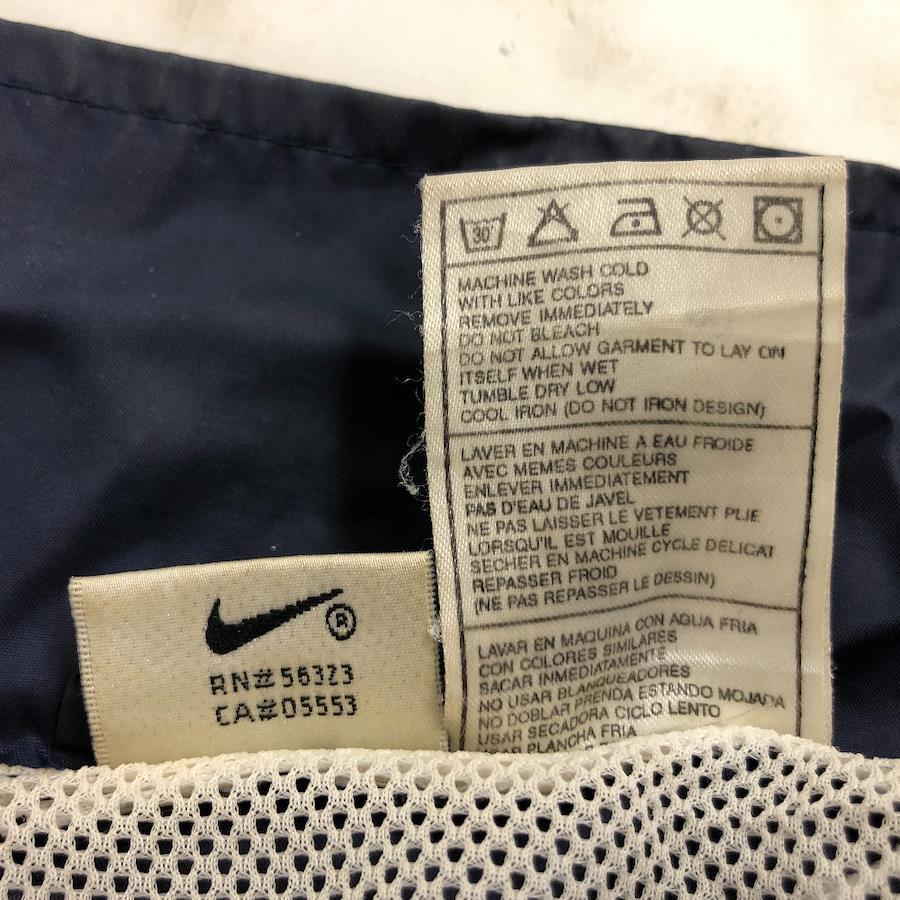 30°
MACHINE WASH COLD
WITH LIKE COLORS
REMOVE IMMEDIATELY
DO NOT BLEACH
DO NOT ALLOW GARMENT TO LAY ON
ITSELF WHEN WET
TUMBLE DRY LOW
COOL IRON (DO NOT IRON DESIGN)
LAVER EN MACHINE A EAU FROIDE
AVEC MEMES COULEURS
ENLEVER IMMEDIATEMENT
PAS D'EAU DE JAVEL
NE PAS LAISSER LE VETEMENT PLIE
LORSQU'IL EST MOUILLE
SECHER EN MACHINE CYCLE DELICAT
REPASSER FROID
(NE PAS REPASSER LE DESSIN)
LAVAR EN MAQUINA CON AGUA FRIA
CON COLORES SIMILARES
SACAR INMEDIATAMENTE
NO USAR BLANQUEADORES
NO DOBLAR PRENDA ESTANDO MOJADA
USAR SECADORA CICLO LENTO
USAR PLANCHA FRIA
®
RN#56323
CA#05553